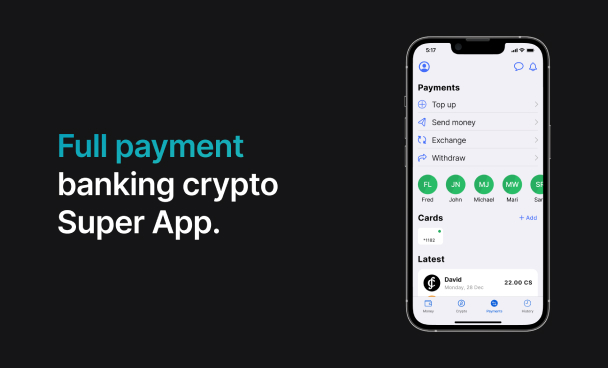 Full payment
banking crypto
Super App.
5:17
Payments
Top up
Send money
Exchange
Withdraw
FL JN MJ MW SF
Fred John Michael Mari Sar
Cards + Add
*1182
Latest
David
Monday, 28 Dec
22.00 CS
Money Crypto Payments History